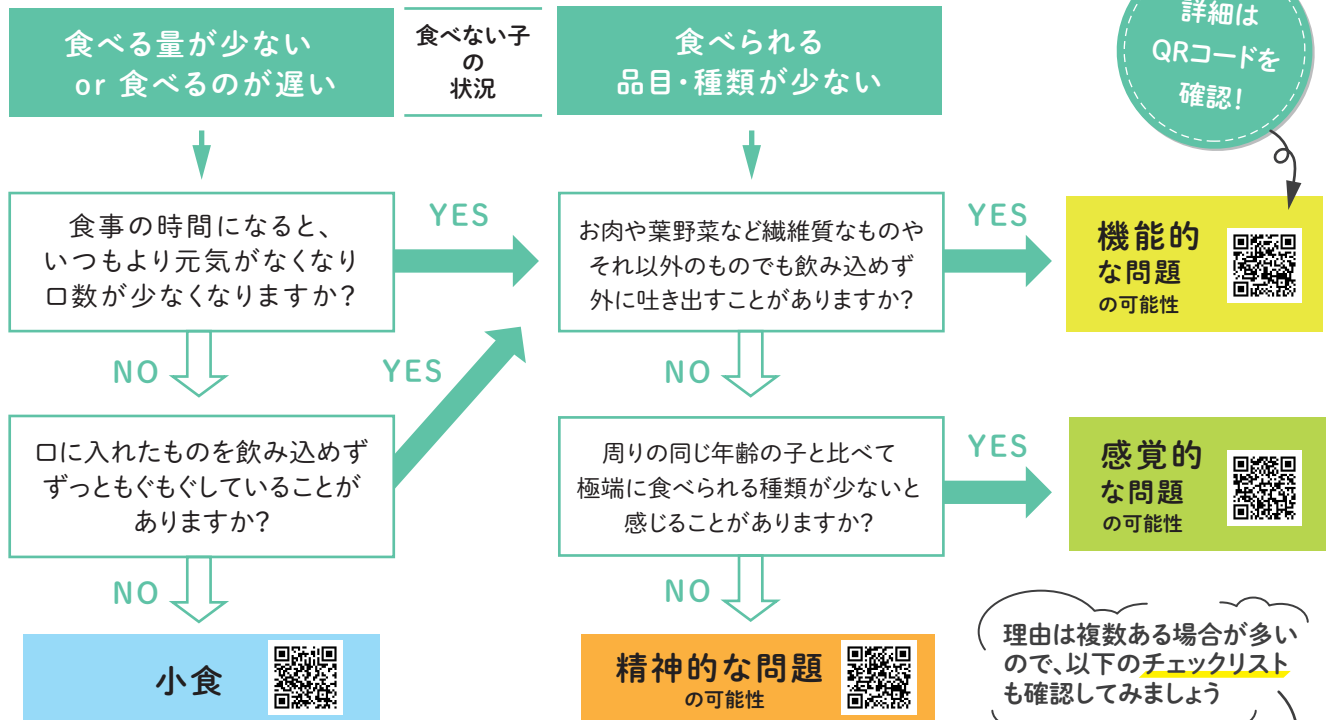 食べる量が少ない
or 食べるのが遅い
食べない子
の
状況
食べられる
品目・種類が少ない
詳細は
QRコードを
確認！
食事の時間になると、
いつもより元気がなくなり
口数が少なくなりますか？
YES
お肉や葉野菜など繊維質なものや
それ以外のものでも飲み込めず
外に吐き出すことがありますか？
YES
機能的
な問題
の可能性
NO
YES
NO
口に入れたものを飲み込めず
ずっともぐもぐしていることが
ありますか？
周りの同じ年齢の子と比べて
極端に食べられる種類が少ないと
感じることがありますか？
YES
感覚的
な問題
の可能性
NO
NO
小食
精神的な問題
の可能性
理由は複数ある場合が多い
ので、以下のチェックリスト
も確認してみましょう